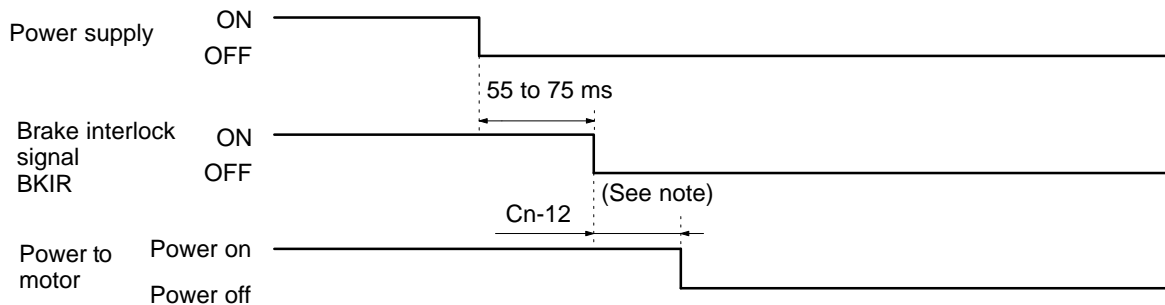 Power supply
ON
OFF
55 to 75 ms
Brake interlock
signal
BKIR
ON
OFF
(See note)
Cn-12
Power to
motor
Power on
Power off